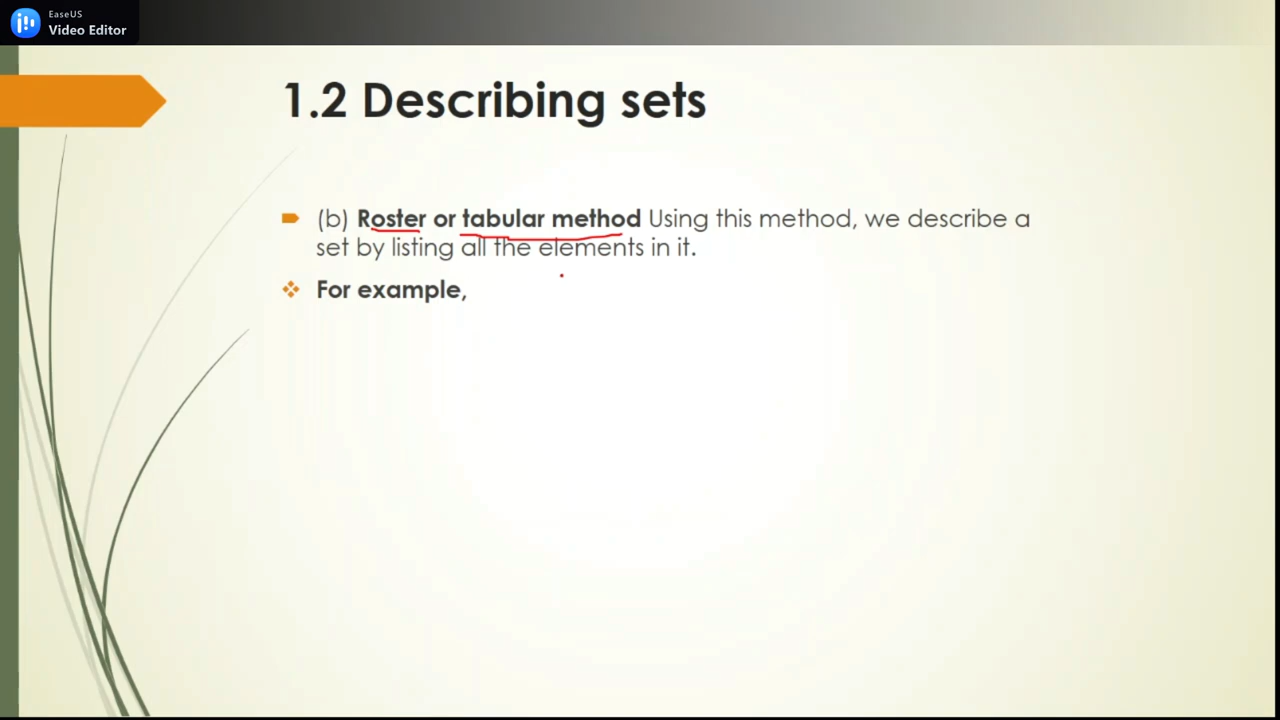 EaseUS
Video Editor
1.2 Describing sets
(b) Roster or tabular method Using this method, we describe a
set by listing all the elements in it.
For example,